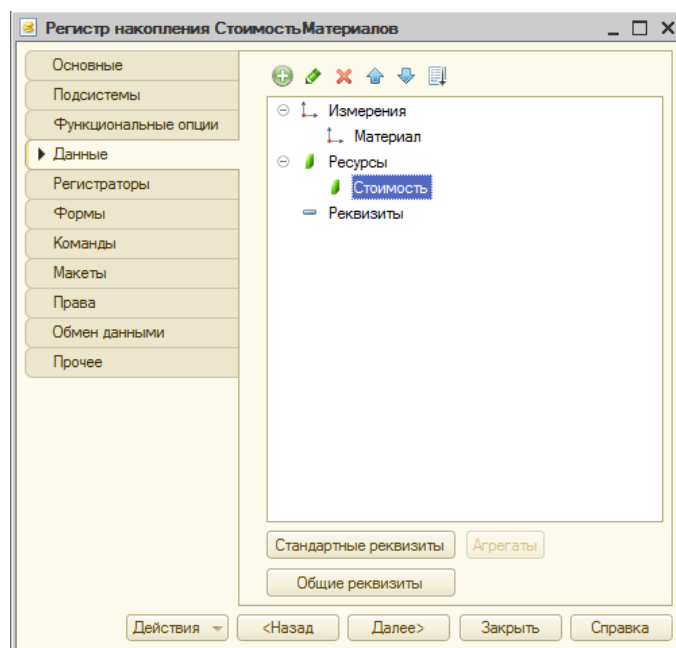 Регистр накопления СтоимостьМатериалов
Основные
Подсистемы
Функциональные опции
Данные
Регистраторы
Формы
Команды
Макеты
Права
Обмен данными
Прочее
Измерения
Материал
Ресурсы
Стоимость
Реквизиты
Стандартные реквизиты
Агрегаты
Общие реквизиты
Действия
<Назад
Далее>
Закрыть
Справка